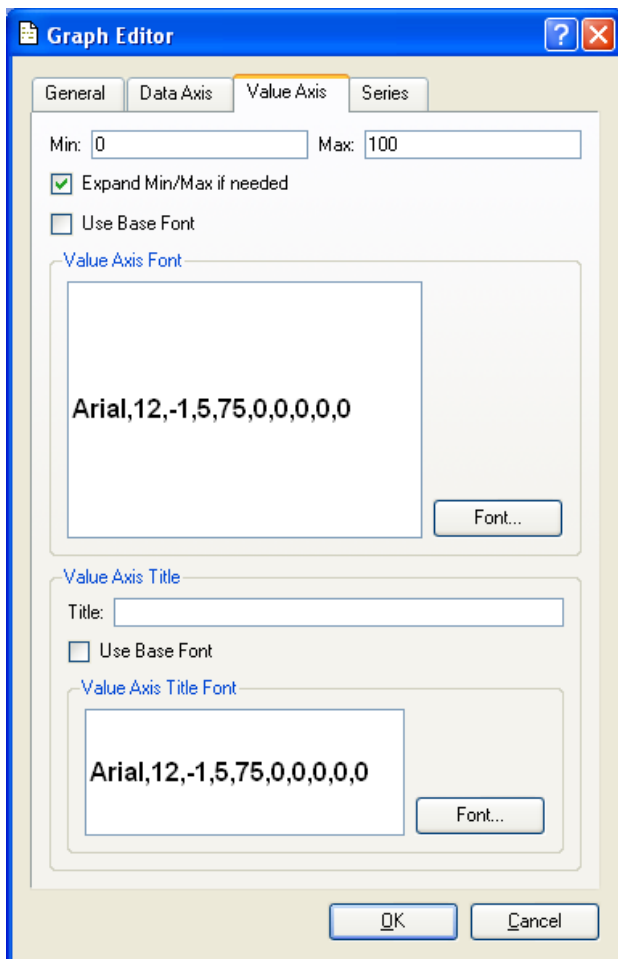 Graph Editor
General Data Axis Value Axis Series
Min: 0 Max: 100
Expand Min/Max if needed
Use Base Font
Value Axis Font
Arial,12,-1,5,75,0,0,0,0,0
Font...
Value Axis Title
Title:
Use Base Font
Value Axis Title Font
Arial,12,-1,5,75,0,0,0,0,0
Font...
OK Cancel